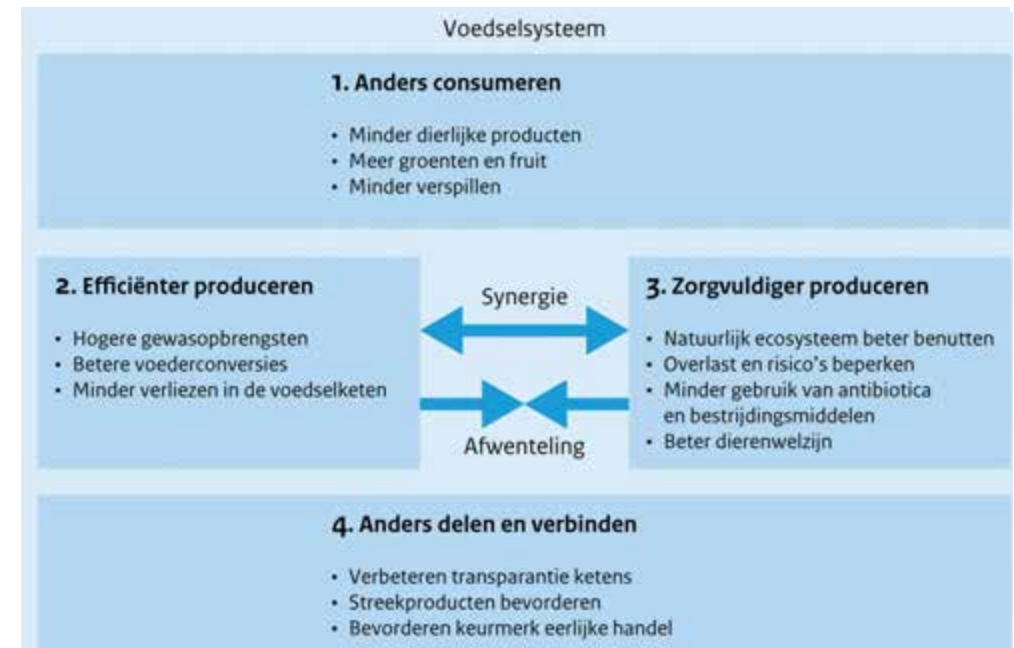 Voedselsysteem
1. Anders consumeren
• Minder dierlijke producten
• Meer groenten en fruit
• Minder verspillen
2. Efficiënter produceren
• Hogere gewasopbrengsten
• Betere voederconversies
• Minder verliezen in de voedselketen
Synergie
Afwenteling
3. Zorgvuldiger produceren
• Natuurlijk ecosysteem beter benutten
• Overlast en risico's beperken
• Minder gebruik van antibiotica
en bestrijdingsmiddelen
• Beter dierenwelzijn
4. Anders delen en verbinden
• Verbeteren transparantie ketens
• Streekproducten bevorderen
• Bevorderen keurmerk eerlijke handel